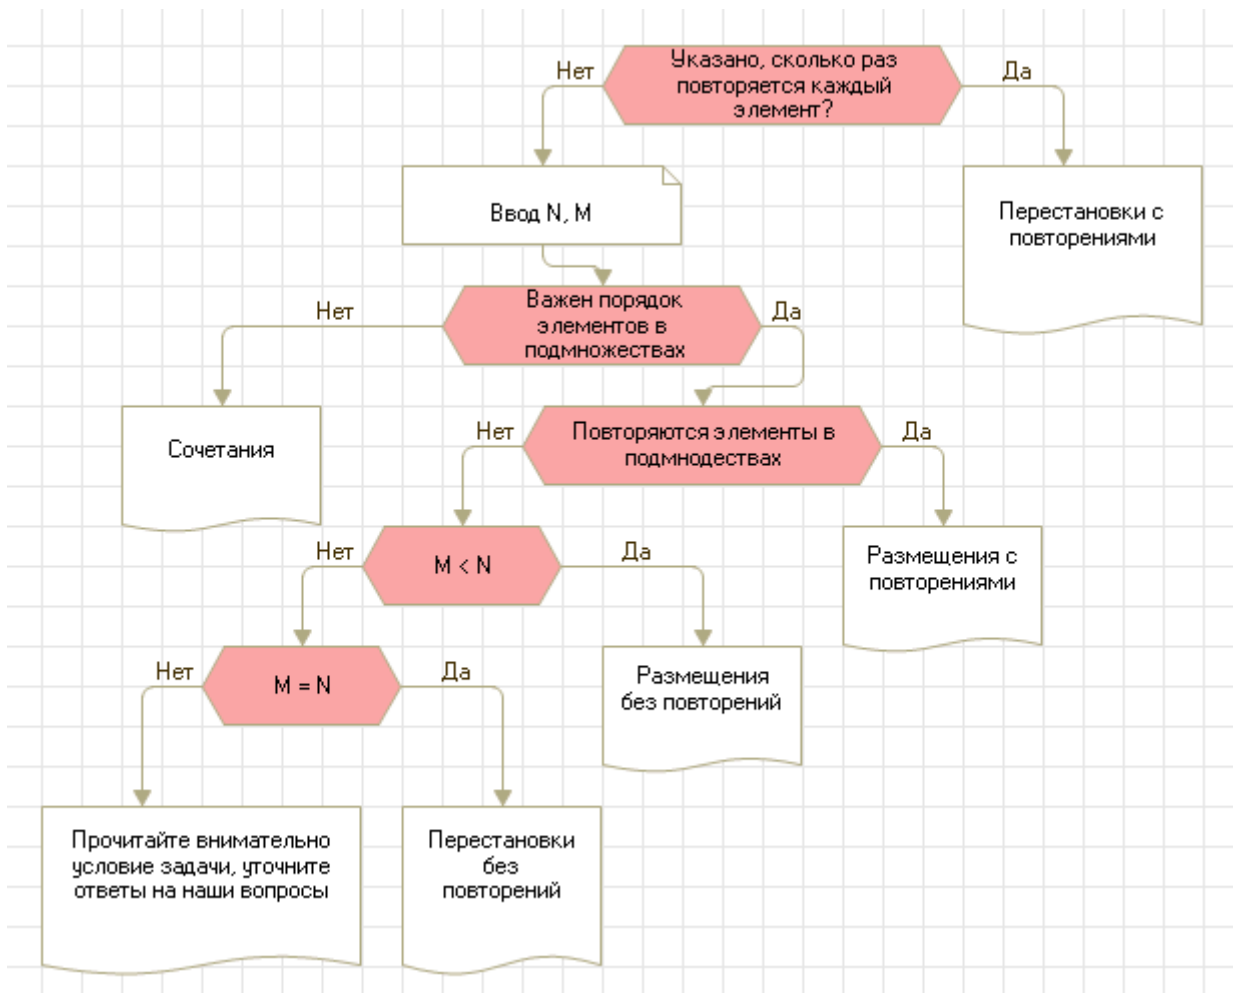 Указано, сколько раз
повторяется каждый
элемент?
Нет
Да
Ввод N, M
Перестановки с
повторениями
Важен порядок
элементов в
подмножествах
Нет
Да
Сочетания
Повторяются элементы в
подмнодествах
Нет
Да
M < N
Нет
Да
Размещения с
повторениями
M = N
Нет
Да
Размещения
без повторений
Прочитайте внимательно
условие задачи, уточните
ответы на наши вопросы
Перестановки
без
повторений